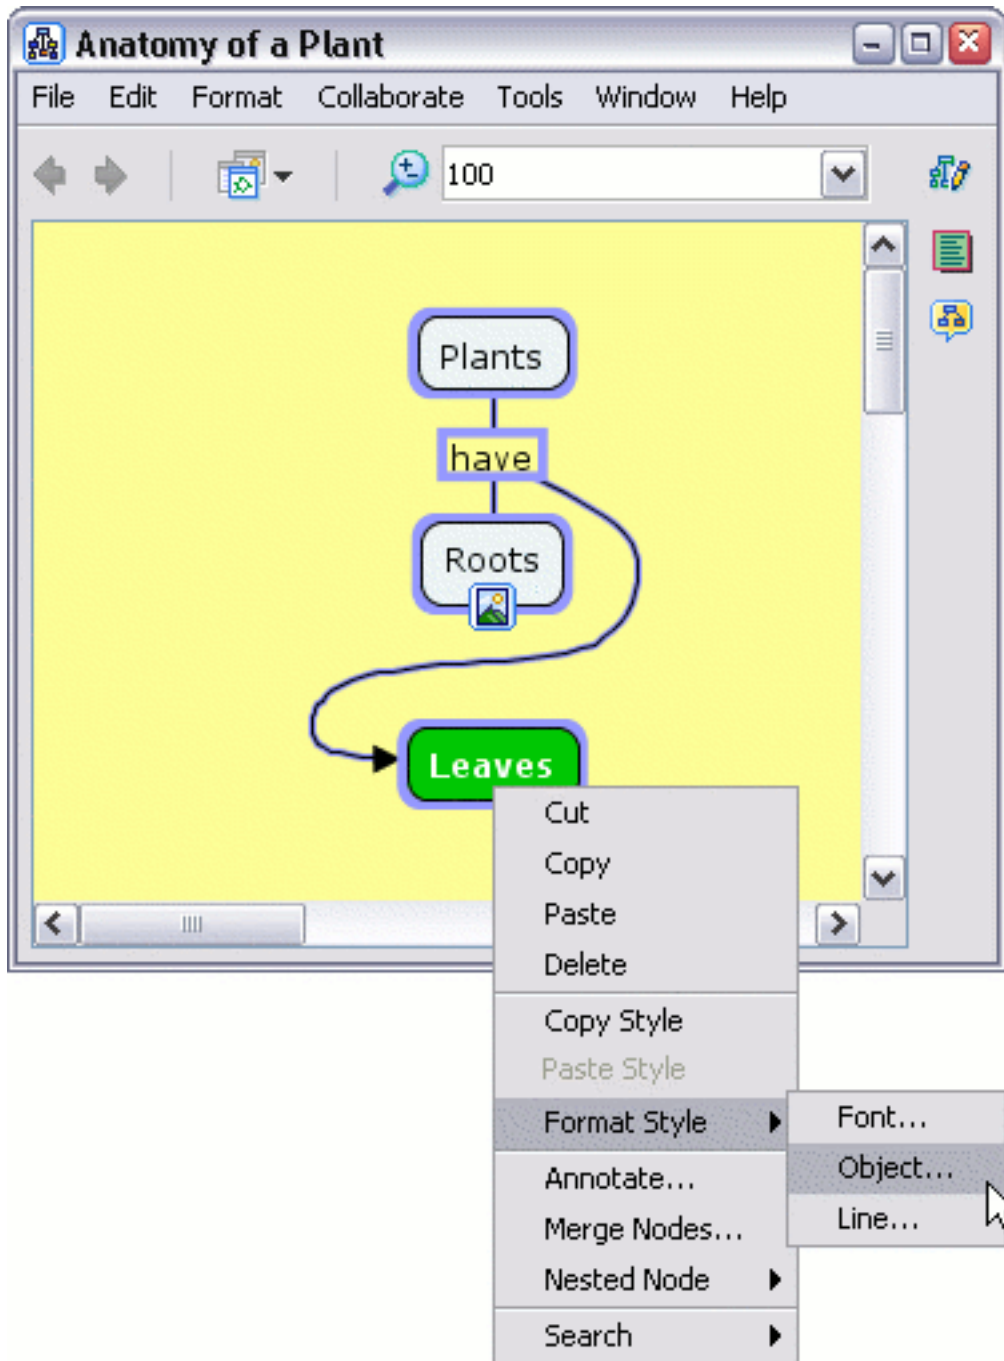 Anatomy of a Plant
File Edit Format Collaborate Tools Window Help
100
Plants
have
Roots
Leaves
Cut
Copy
Paste
Delete
Copy Style
Paste Style
Format Style
Font...
Object...
Line...
Annotate...
Merge Nodes...
Nested Node
Search